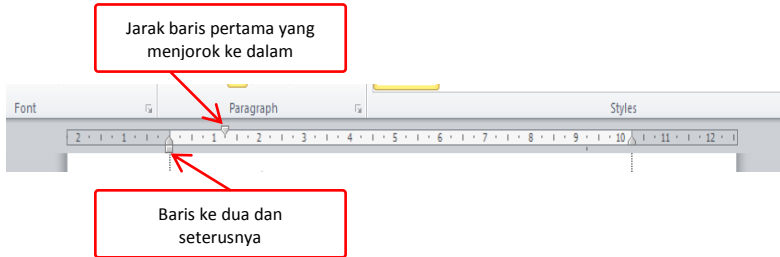 Jarak baris pertama yang
menjorok ke dalam
Font Paragraph Styles
2 1 1 2 3 4 5 6 7 8 9 10 11 12
Baris ke dua dan
seterusnya